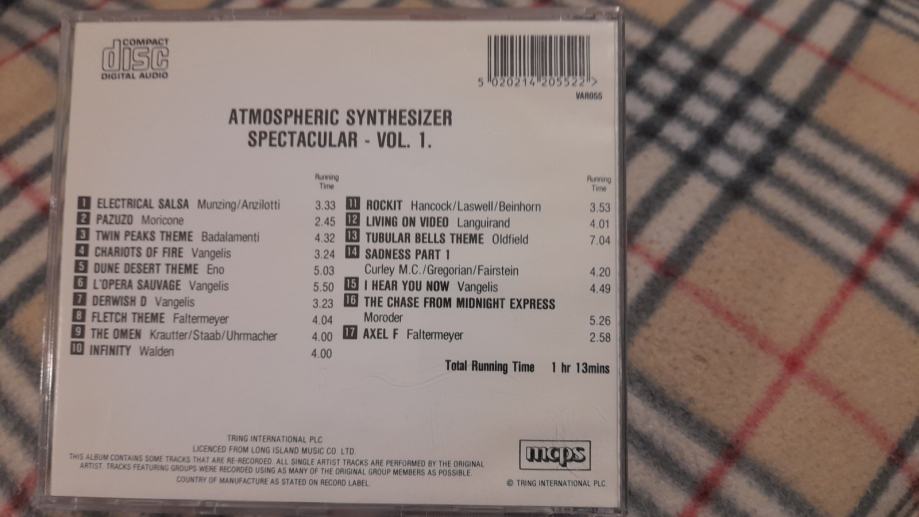 COMPACT
disc
DIGITAL AUDIO
5 020214 205522 >
VAR055
ATMOSPHERIC SYNTHESIZER
SPECTACULAR - VOL. 1.
Running
Time
1 ELECTRICAL SALSA Munzing/Anzilotti 3.33
2 PAZUZO Moricone 2.45
3 TWIN PEAKS THEME Badalamenti 4.32
4 CHARIOTS OF FIRE Vangelis 3.24
5 DUNE DESERT THEME Eno 5.03
6 L'OPERA SAUVAGE Vangelis 5.50
7 DERWISH D Vangelis 3.23
8 FLETCH THEME Faltermeyer 4.04
9 THE OMEN Krautter/Staab/Uhrmacher 4.00
10 INFINITY Walden 4.00
Running
Time
11 ROCKIT Hancock/Laswell/Beinhorn 3.53
12 LIVING ON VIDEO Languirand 4.01
13 TUBULAR BELLS THEME Oldfield 7.04
14 SADNESS PART 1
Curley M.C./Gregorian/Fairstein 4.20
15 I HEAR YOU NOW Vangelis 4.49
16 THE CHASE FROM MIDNIGHT EXPRESS
Moroder 5.26
17 AXEL F Faltermeyer 2.58
Total Running Time 1 hr 13mins
TRING INTERNATIONAL PLC
LICENCED FROM LONG ISLAND MUSIC CO LTD.
THIS ALBUM CONTAINS SOME TRACKS THAT ARE RE-RECORDED. ALL SINGLE ARTIST TRACKS ARE PERFORMED BY THE ORIGINAL
ARTIST. TRACKS FEATURING GROUPS WERE RECORDED USING AS MANY OF THE ORIGINAL GROUP MEMBERS AS POSSIBLE.
COUNTRY OF MANUFACTURE AS STATED ON RECORD LABEL.
mcps
© TRING INTERNATIONAL PLC